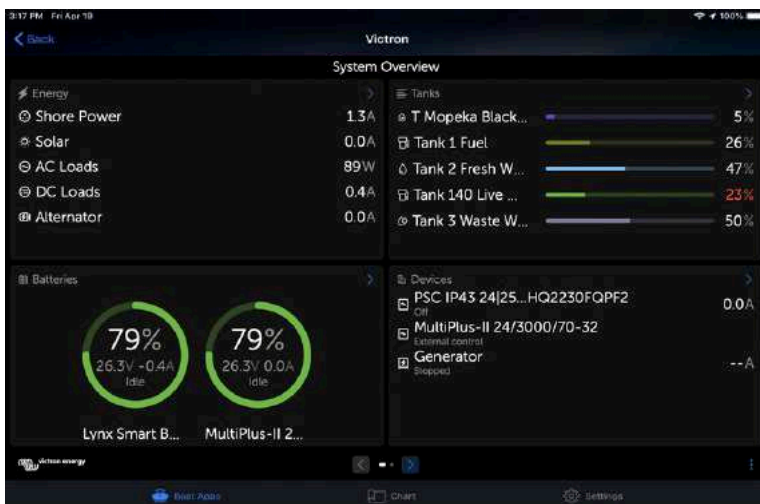 3:17 PM Fri Apr 19
100%
Back
Victron
System Overview
Energy
Shore Power 1.3A
Solar 0.0A
AC Loads 89W
DC Loads 0.4A
Alternator 0.0A
Tanks
T Mopeka Black... 5%
Tank 1 Fuel 26%
Tank 2 Fresh W... 47%
Tank 140 Live ... 23%
Tank 3 Waste W... 50%
Batteries
79%
26.3V -0.4A
Idle
Lynx Smart B...
79%
26.3V 0.0A
Idle
MultiPlus-II 2...
Devices
PSC IP43 24|25...HQ2230FQPF2 0.0A
Off
MultiPlus-II 24/3000/70-32
External control
Generator --A
Stopped
victron energy
Boat Apps
Chart
Settings